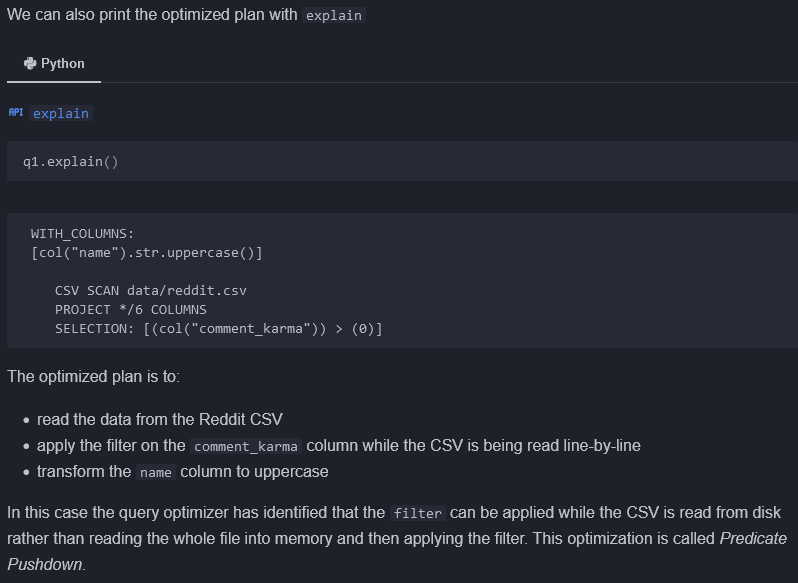 We can also print the optimized plan with explain
Python
API explain
q1.explain()
WITH_COLUMNS:
[col("name").str.uppercase()]
CSV SCAN data/reddit.csv
PROJECT */6 COLUMNS
SELECTION: [(col("comment_karma")) > (0)]
The optimized plan is to:
• read the data from the Reddit CSV
• apply the filter on the comment_karma column while the CSV is being read line-by-line
• transform the name column to uppercase
In this case the query optimizer has identified that the filter can be applied while the CSV is read from disk
rather than reading the whole file into memory and then applying the filter. This optimization is called Predicate
Pushdown.